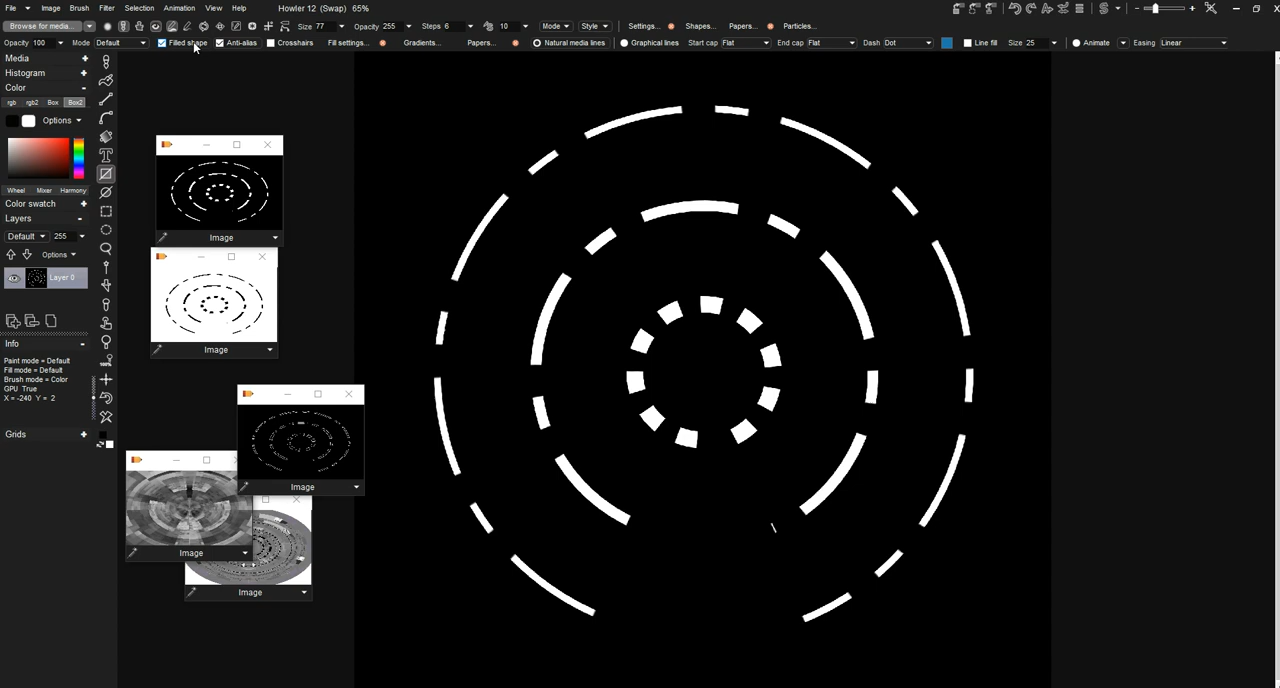 File Image Brush Filter Selection Animation View Help Howler 12 (Swap) 65%
Browse for media... Size 77 Opacity 255 Steps 6 10 Mode Style Settings... Shapes... Papers... Particles...
Opacity 100 Mode Default Filled shape Anti-alias Crosshairs Fill settings... Gradients... Papers... Natural media lines Graphical lines Start cap Flat End cap Flat Dash Dot Line fill Size 25 Animate Easing Linear
Media
Histogram
Color
rgb rgb2 Box Box2
Options
Wheel Mixer Harmony
Color swatch
Layers
Default 255
Options
Layer 0
Info
Paint mode = Default
Fill mode = Default
Brush mode = Color
GPU True
X = -240 Y = 2
Grids
100%
Image
Image
Image
Image
Image